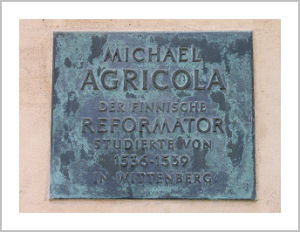 MICHAEL
AGRICOLA
DER FINNISCHE
REFORMATOR
STUDIERTE VON
1536-1539
IN WITTENBERG